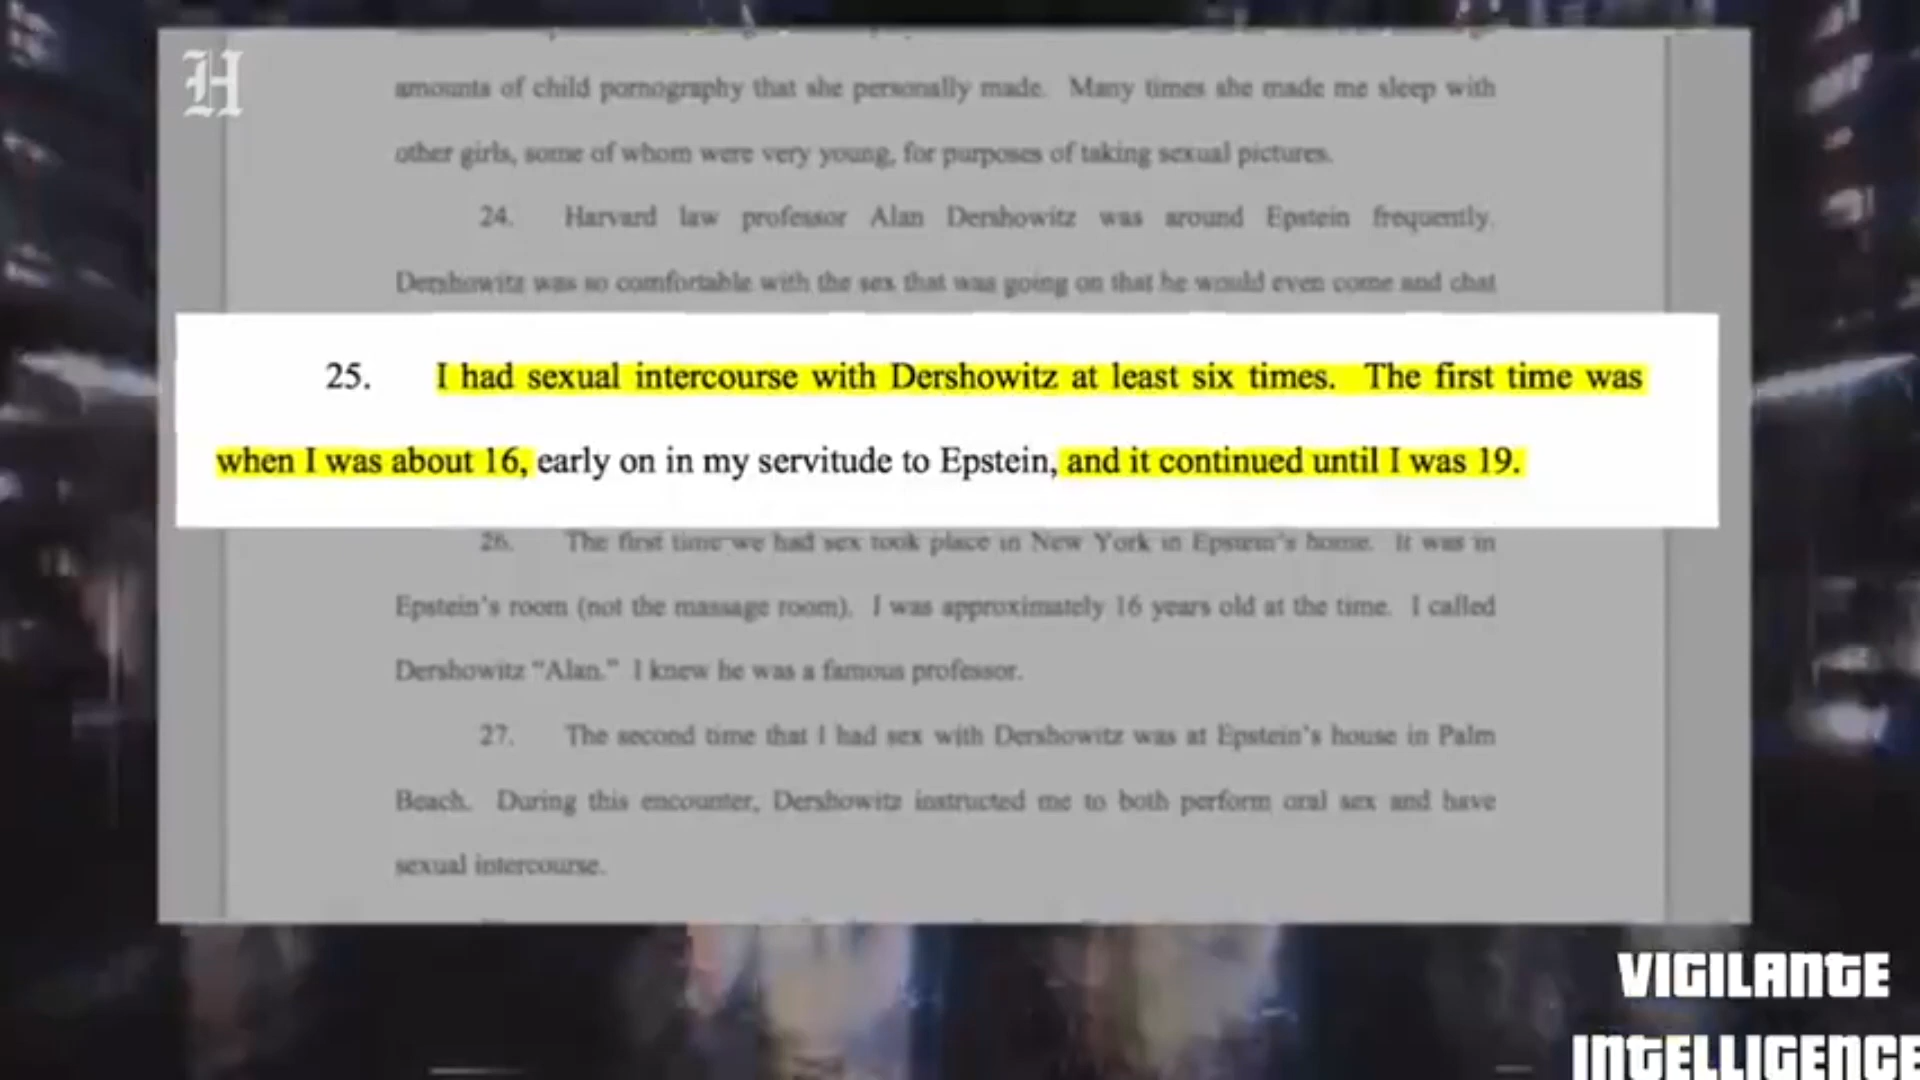 H
amounts of child pornography that she personally made. Many times she made me sleep with
other girls, some of whom were very young, for purposes of taking sexual pictures.
24. Harvard law professor Alan Dershowitz was around Epstein frequently.
Dershowitz was so comfortable with the sex that was going on that he would even come and chat
25. I had sexual intercourse with Dershowitz at least six times. The first time was
when I was about 16, early on in my servitude to Epstein, and it continued until I was 19.
26. The first time we had sex took place in New York in Epstein's home. It was in
Epstein's room (not the massage room). I was approximately 16 years old at the time. I called
Dershowitz “Alan.” I knew he was a famous professor.
27. The second time that I had sex with Dershowitz was at Epstein's house in Palm
Beach. During this encounter, Dershowitz instructed me to both perform oral sex and have
sexual intercourse.
VIGILANTE
INTELLIGENCE